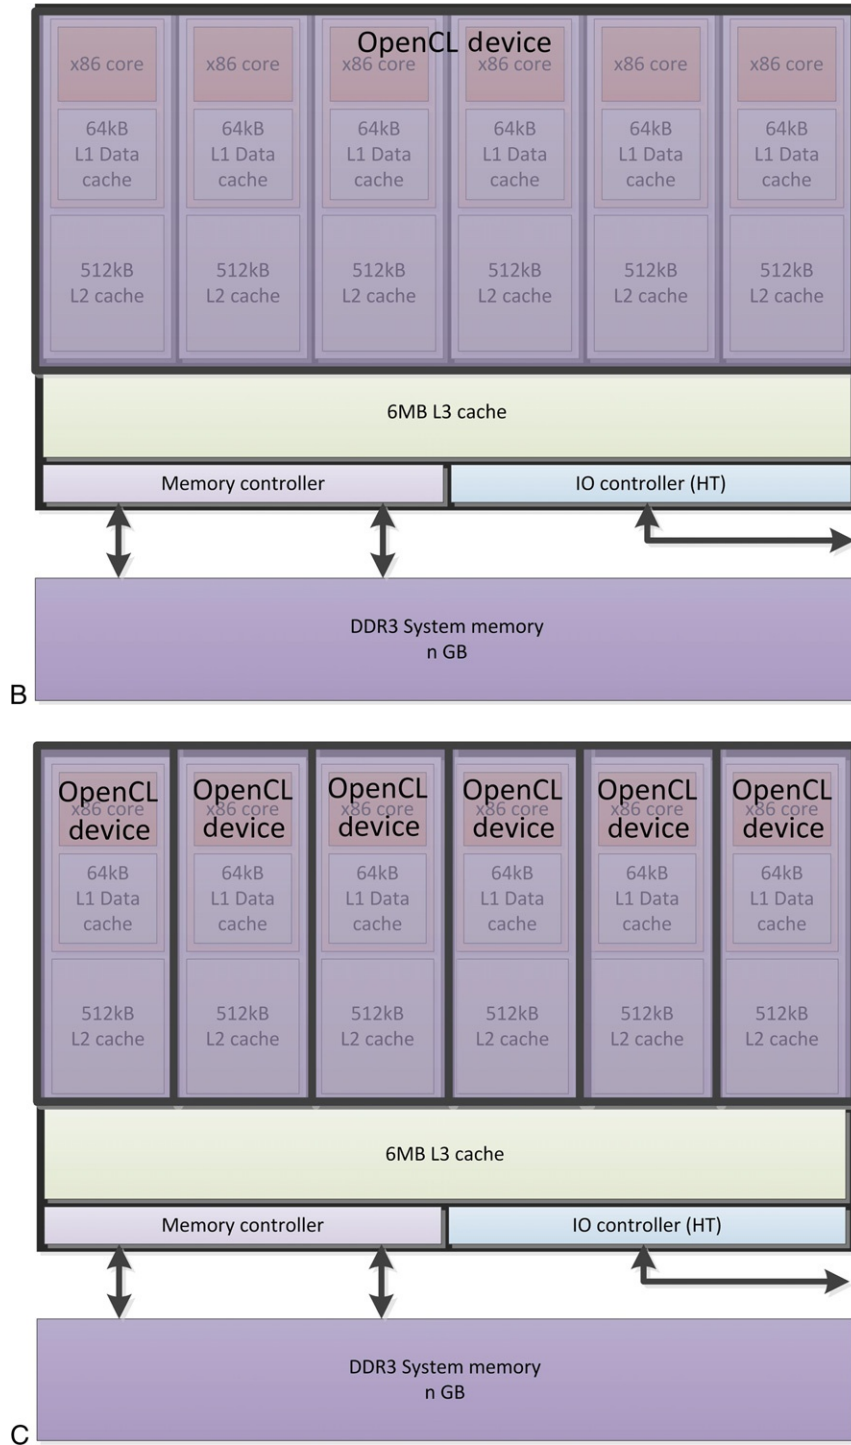 OpenCL device
x86 core x86 core x86 core x86 core x86 core x86 core
64kB 64kB 64kB 64kB 64kB 64kB
L1 Data L1 Data L1 Data L1 Data L1 Data L1 Data
cache cache cache cache cache cache
512kB 512kB 512kB 512kB 512kB 512kB
L2 cache L2 cache L2 cache L2 cache L2 cache L2 cache
6MB L3 cache
Memory controller IO controller (HT)
DDR3 System memory
n GB
B
OpenCL OpenCL OpenCL OpenCL OpenCL OpenCL
x86 core x86 core x86 core x86 core x86 core x86 core
device device device device device device
64kB 64kB 64kB 64kB 64kB 64kB
L1 Data L1 Data L1 Data L1 Data L1 Data L1 Data
cache cache cache cache cache cache
512kB 512kB 512kB 512kB 512kB 512kB
L2 cache L2 cache L2 cache L2 cache L2 cache L2 cache
6MB L3 cache
Memory controller IO controller (HT)
DDR3 System memory
n GB
C